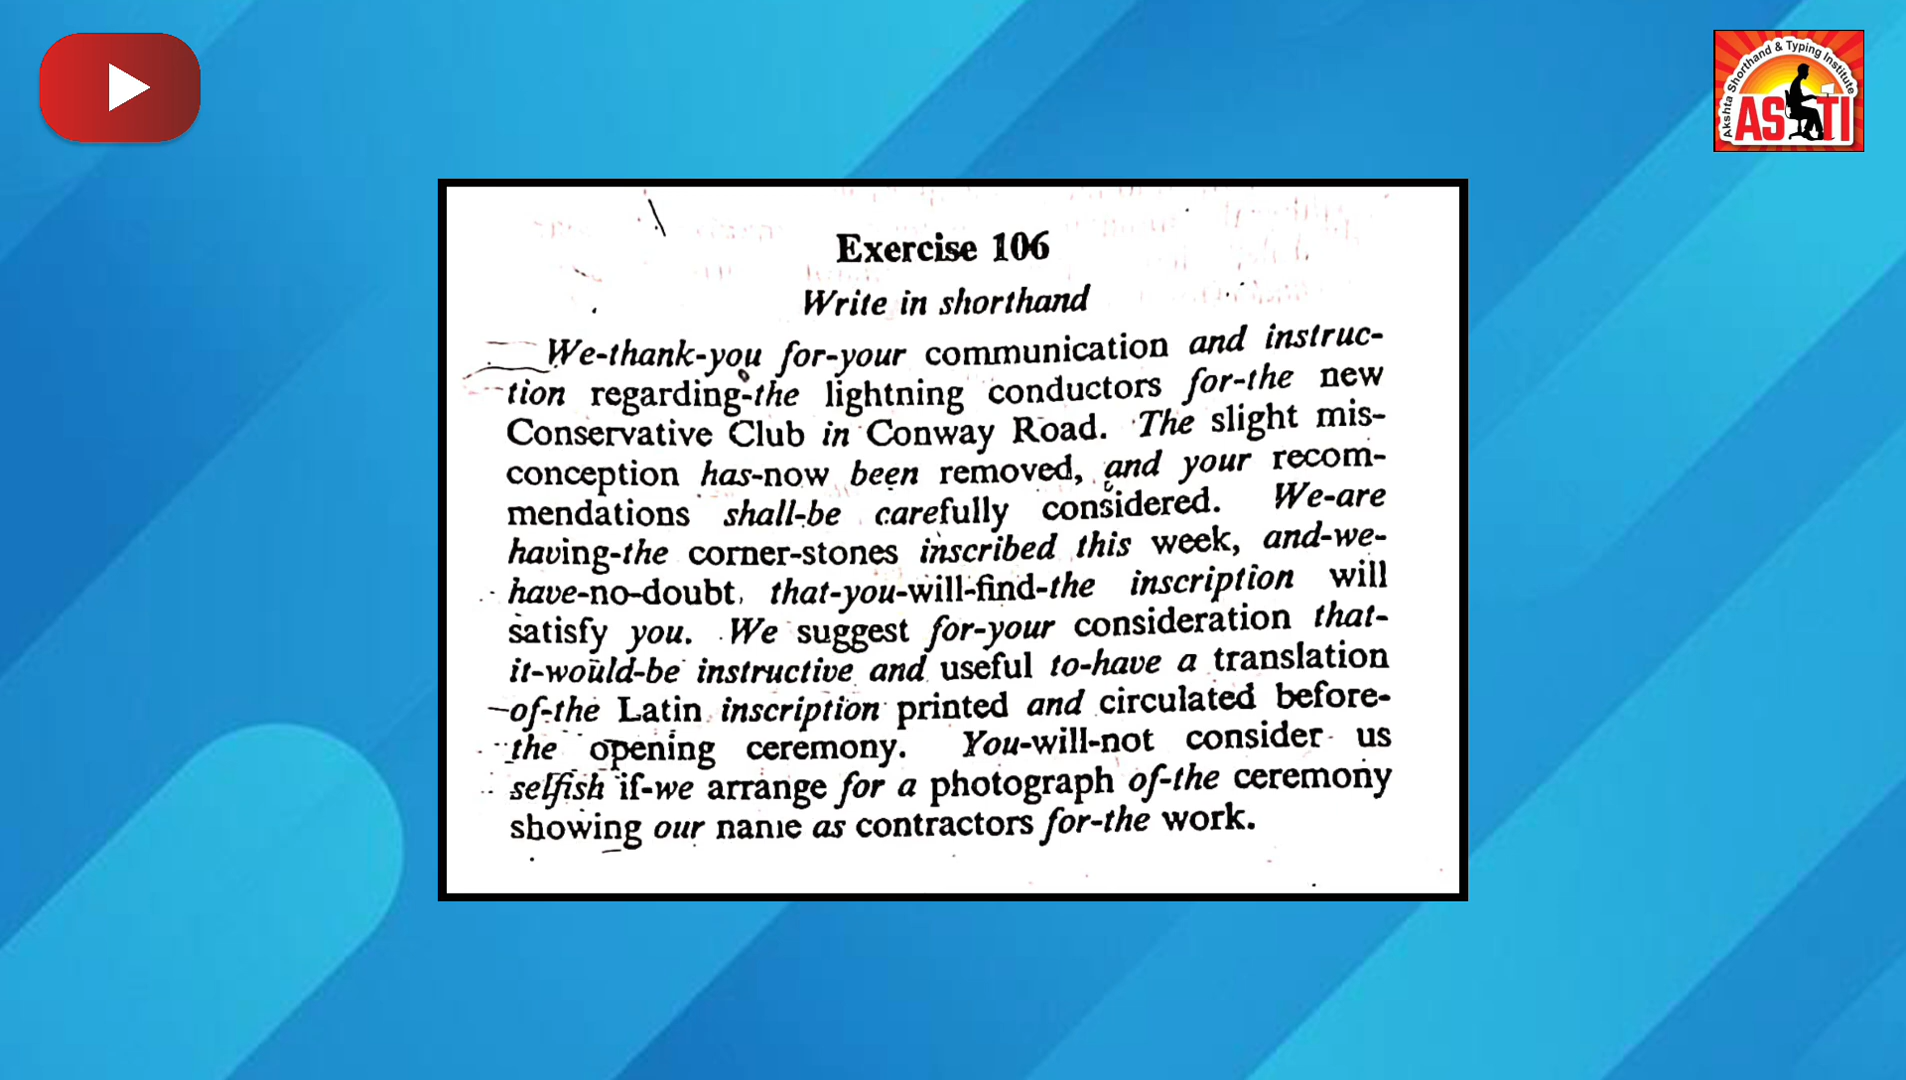 Akshta Shorthand & Typing Institute
ASTI
Exercise 106
Write in shorthand
We-thank-you for-your communication and instruc-
tion regarding-the lightning conductors for-the new
Conservative Club in Conway Road. The slight mis-
conception has-now been removed, and your recom-
mendations shall-be carefully considered. We-are
having-the corner-stones inscribed this week, and-we-
have-no-doubt, that-you-will-find-the inscription will
satisfy you. We suggest for-your consideration that-
it-would-be instructive and useful to-have a translation
of-the Latin inscription printed and circulated before-
the opening ceremony. You-will-not consider us
selfish if-we arrange for a photograph of-the ceremony
showing our name as contractors for-the work.